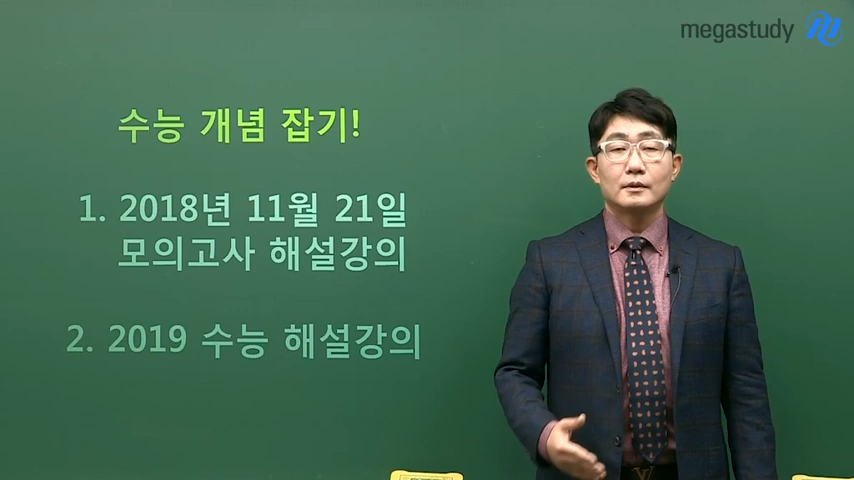 megastudy
수능 개념 잡기!
1. 2018년 11월 21일
모의고사 해설강의
2. 2019 수능 해설강의